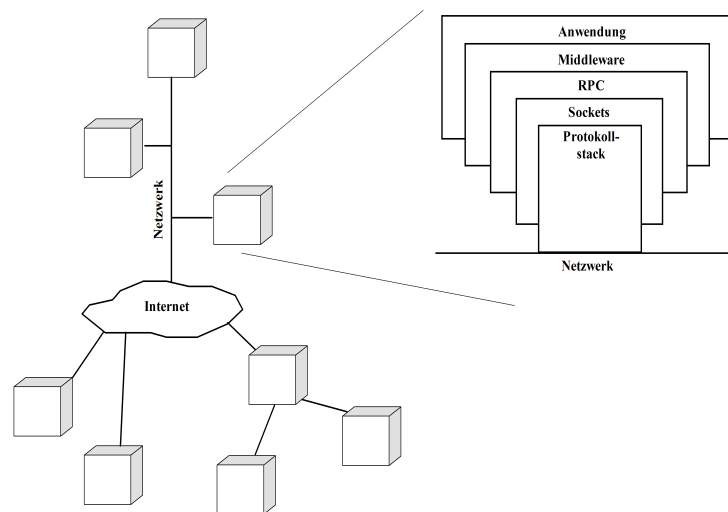 Anwendung
Middleware
RPC
Sockets
Protokoll-
stack
Netzwerk
Netzwerk
Internet